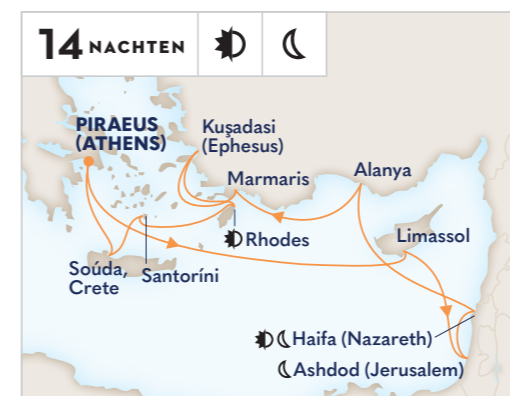 14 NACHTEN
PIRAEUS
(ATHENS)
Kuşadasi
(Ephesus)
Marmaris
Alanya
Rhodes
Limassol
Soúda,
Crete
Santoríni
Haifa (Nazareth)
Ashdod (Jerusalem)